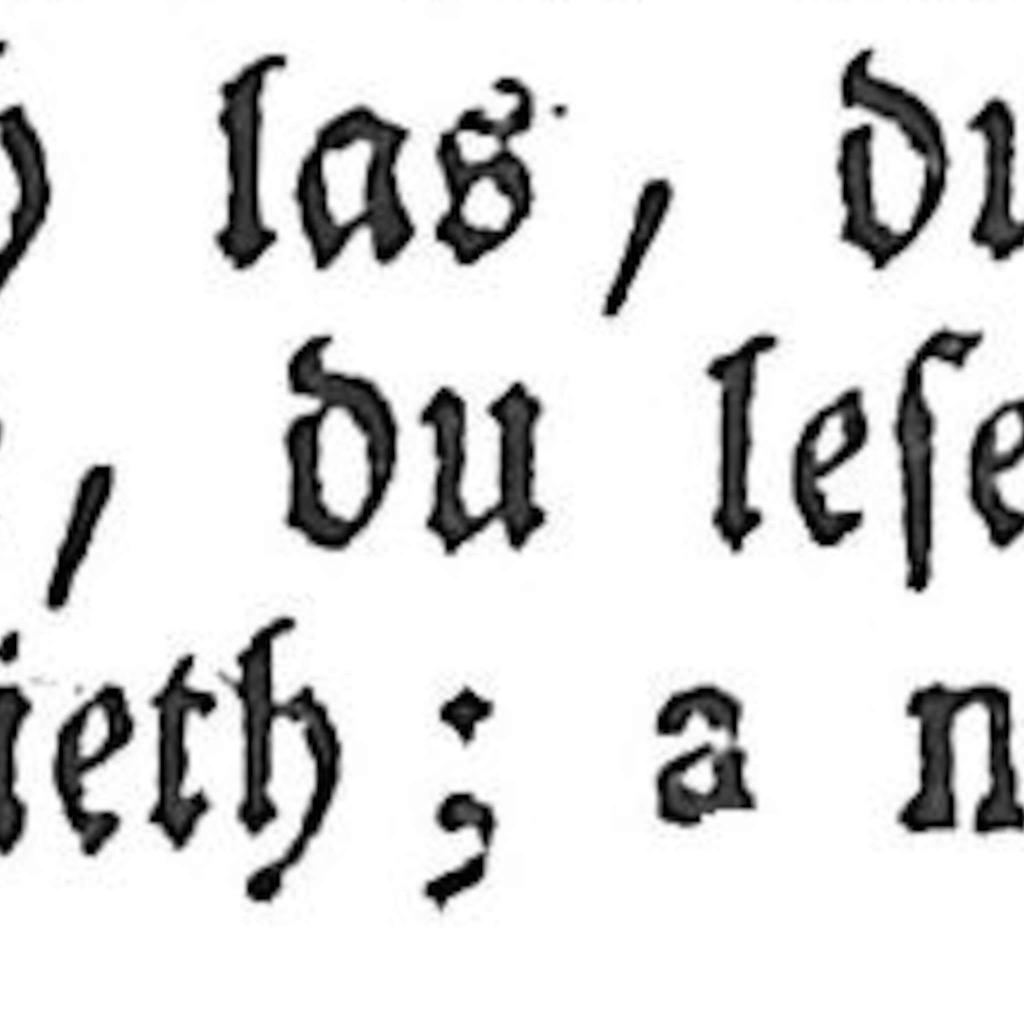 las, du
, du leſe
ieth; a n